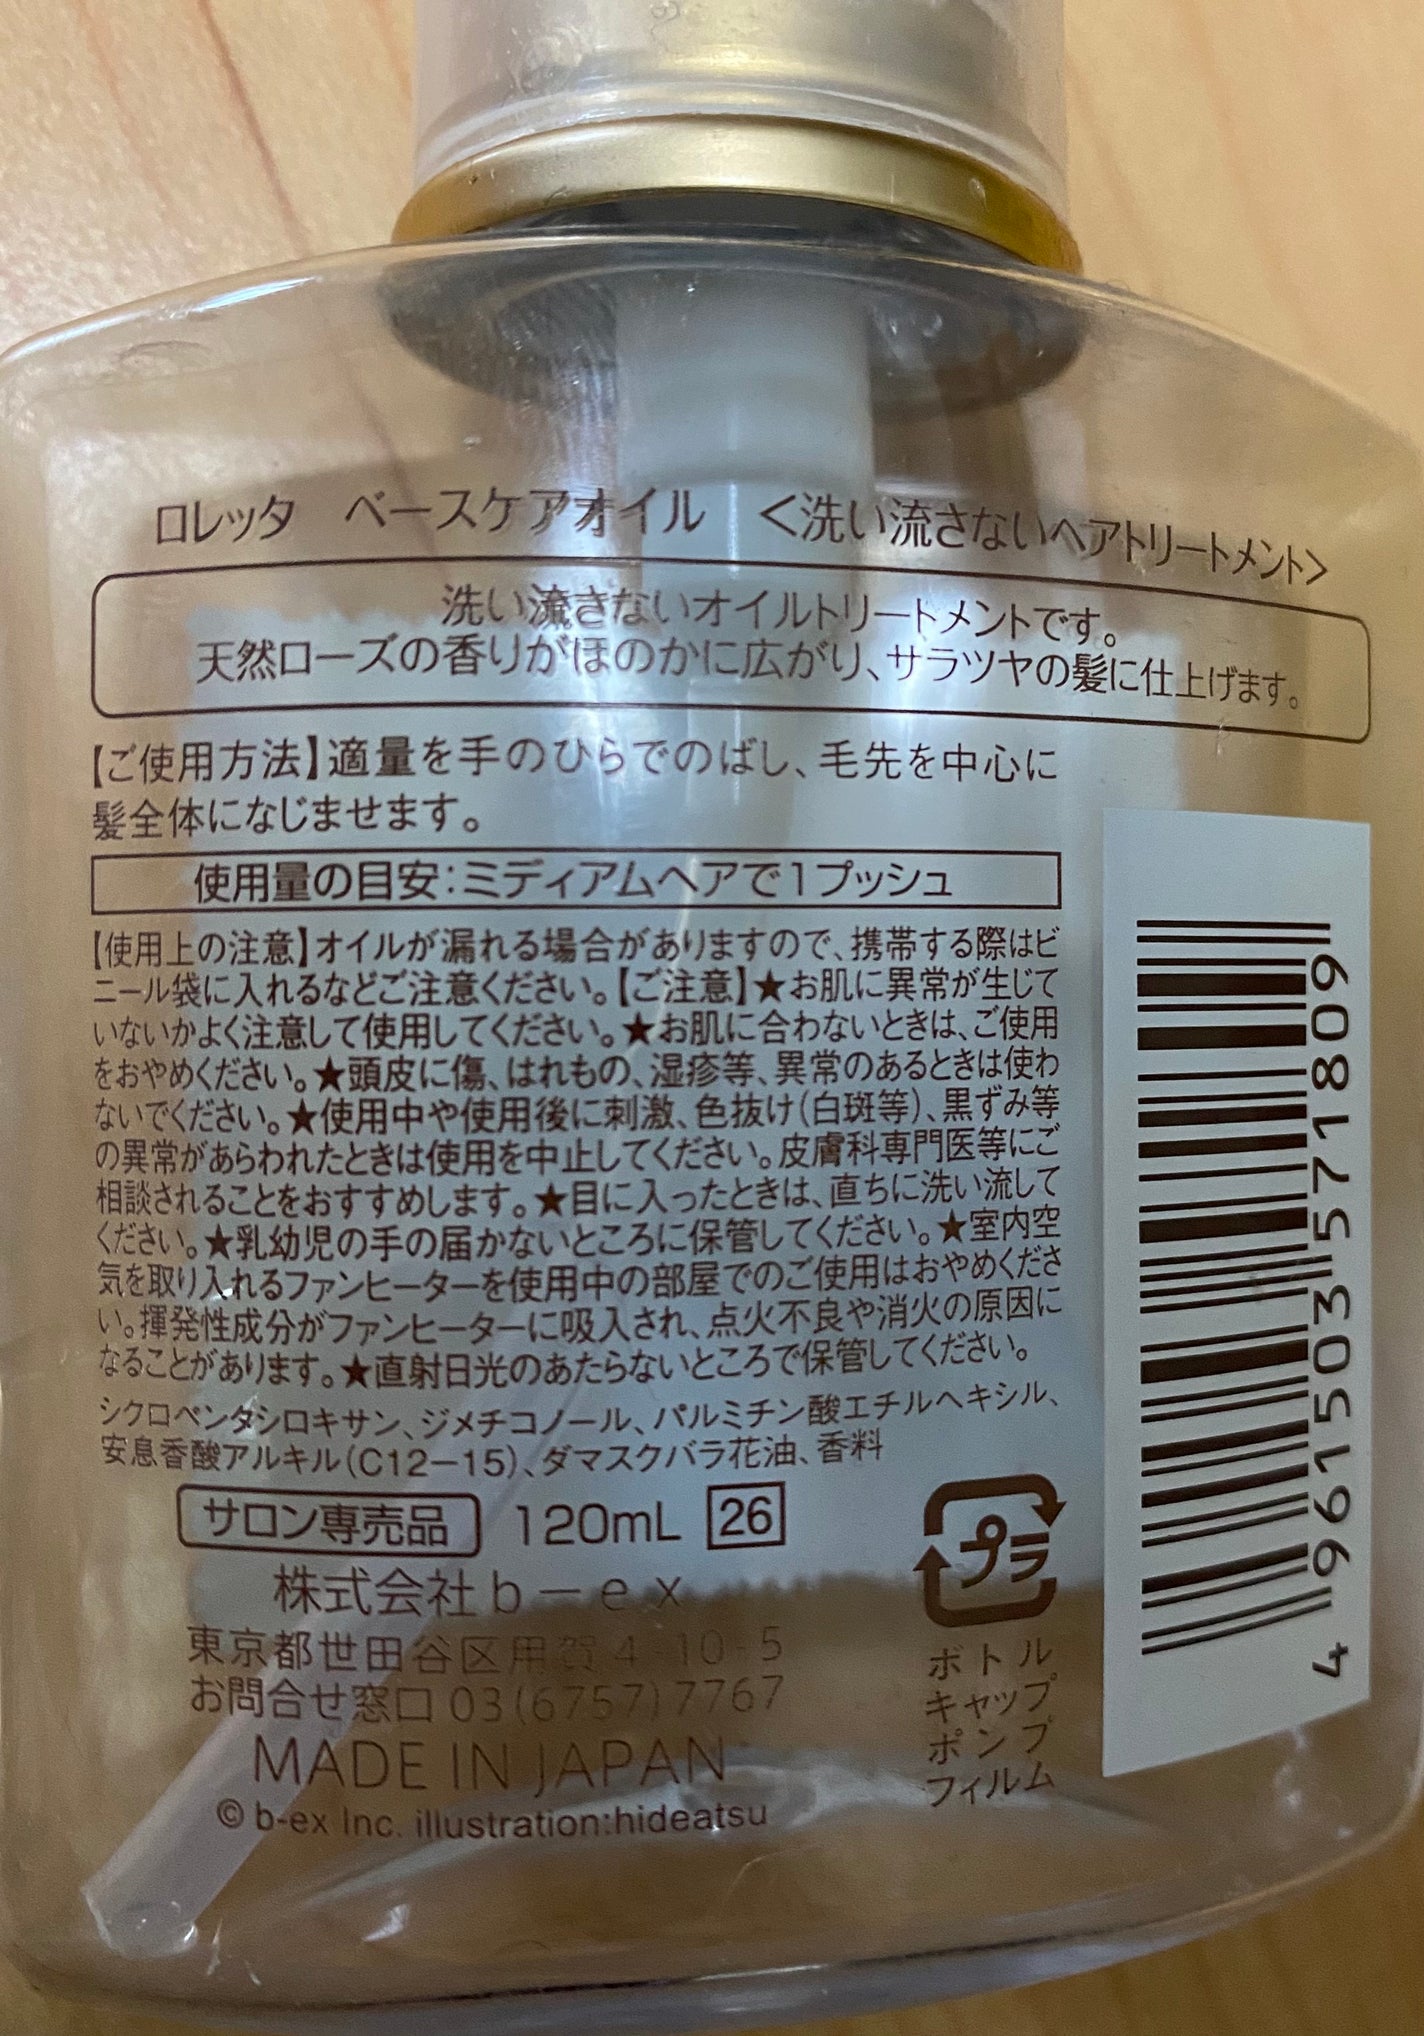 ロレッタ　ベースケアオイル　＜洗い流さないヘアトリートメント＞
洗い流さないオイルトリートメントです。
天然ローズの香りがほのかに広がり、サラツヤの髪に仕上げます。
【ご使用方法】適量を手のひらでのばし、毛先を中心に
髪全体になじませます。
使用量の目安：ミディアムヘアで1プッシュ
【使用上の注意】オイルが漏れる場合がありますので、携帯する際はビ
ニール袋に入れるなどご注意ください。【ご注意】★お肌に異常が生じて
いないかよく注意して使用してください。★お肌に合わないときは、ご使用
をおやめください。★頭皮に傷、はれもの、湿疹等、異常のあるときは使わ
ないでください。★使用中や使用後に刺激、色抜け（白斑等）、黒ずみ等
の異常があらわれたときは使用を中止してください。皮膚科専門医等にご
相談されることをおすすめします。★目に入ったときは、直ちに洗い流して
ください。★乳幼児の手の届かないところに保管してください。★室内空
気を取り入れるファンヒーターを使用中の部屋でのご使用はおやめくださ
い。揮発性成分がファンヒーターに吸入され、点火不良や消火の原因に
なることがあります。★直射日光のあたらないところで保管してください。
シクロペンタシロキサン、ジメチコノール、パルミチン酸エチルヘキシル、
安息香酸アルキル（C12－15）、ダマスクバラ花油、香料
サロン専売品 120mL 26
株式会社ｂ－ｅｘ
東京都世田谷区用賀4-10-5
お問合せ窓口 03(6757)7767
MADE IN JAPAN
© b-ex Inc. illustration:hideatsu
プラ
ボトル
キャップ
ポンプ
フィルム
4961503571809